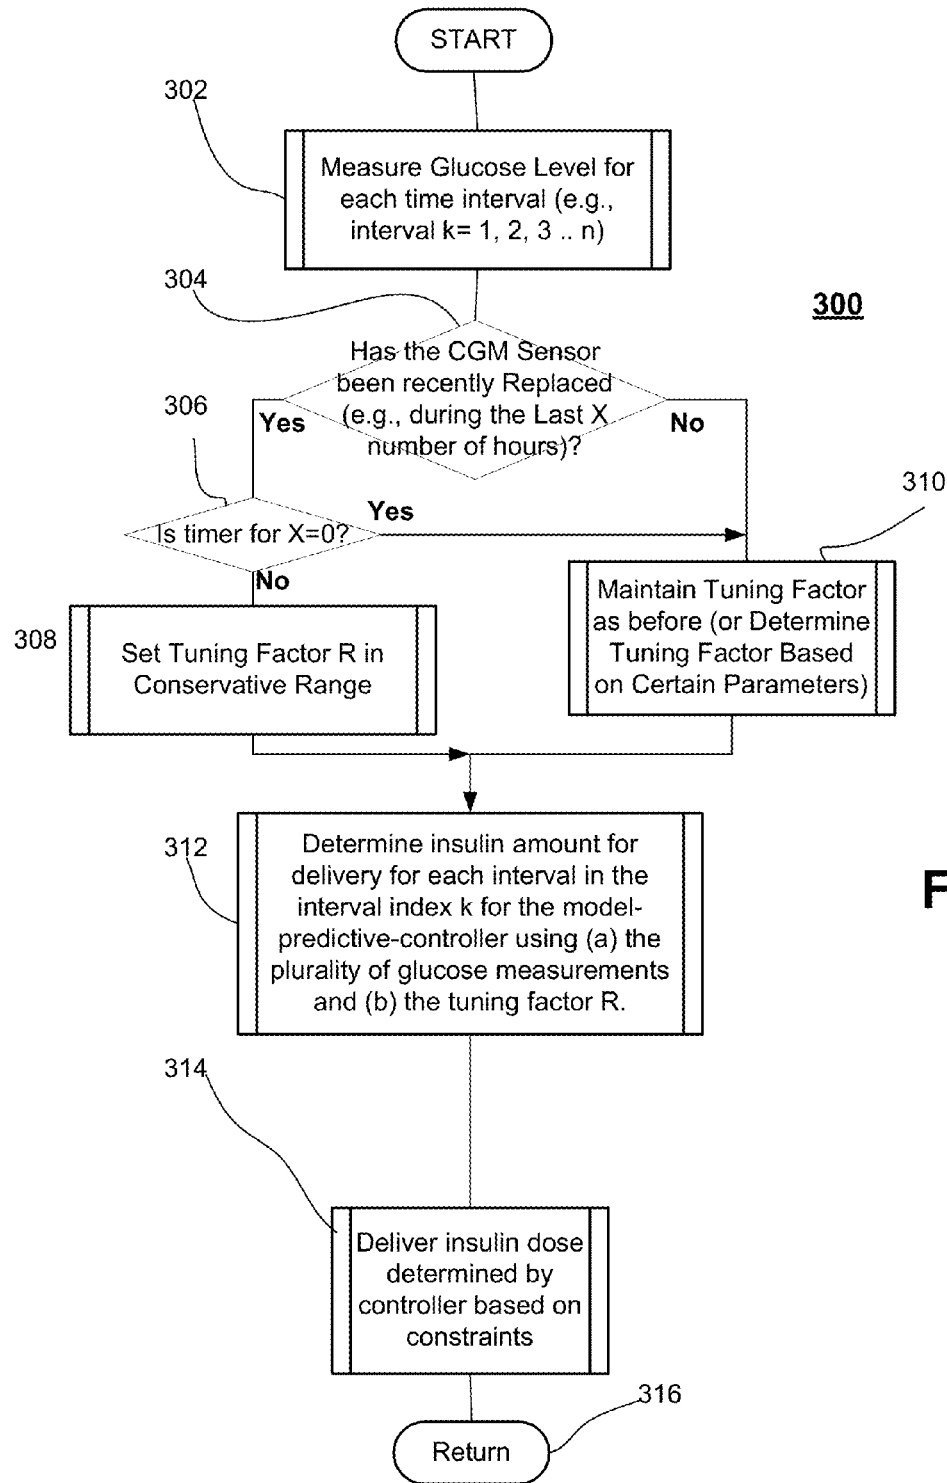 START
302
Measure Glucose Level for
each time interval (e.g.,
interval k= 1, 2, 3 .. n)
304
300
Has the CGM Sensor
been recently Replaced
(e.g., during the Last X
number of hours)?
306
Yes
No
Is timer for X=0?
Yes
310
No
Maintain Tuning Factor
as before (or Determine
Tuning Factor Based
on Certain Parameters)
308
Set Tuning Factor R in
Conservative Range
312
Determine insulin amount for
delivery for each interval in the
interval index k for the model-
predictive-controller using (a) the
plurality of glucose measurements
and (b) the tuning factor R.
F
314
Deliver insulin dose
determined by
controller based on
constraints
316
Return